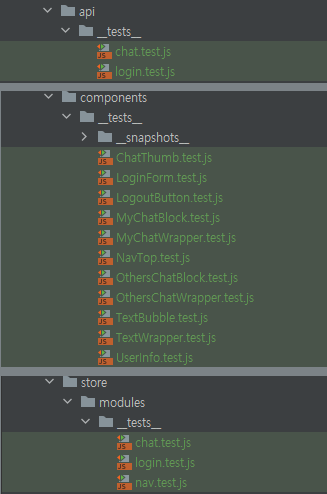 api
__tests__
chat.test.js
login.test.js
components
__tests__
__snapshots__
ChatThumb.test.js
LoginForm.test.js
LogoutButton.test.js
MyChatBlock.test.js
MyChatWrapper.test.js
NavTop.test.js
OthersChatBlock.test.js
OthersChatWrapper.test.js
TextBubble.test.js
TextWrapper.test.js
UserInfo.test.js
store
modules
__tests__
chat.test.js
login.test.js
nav.test.js